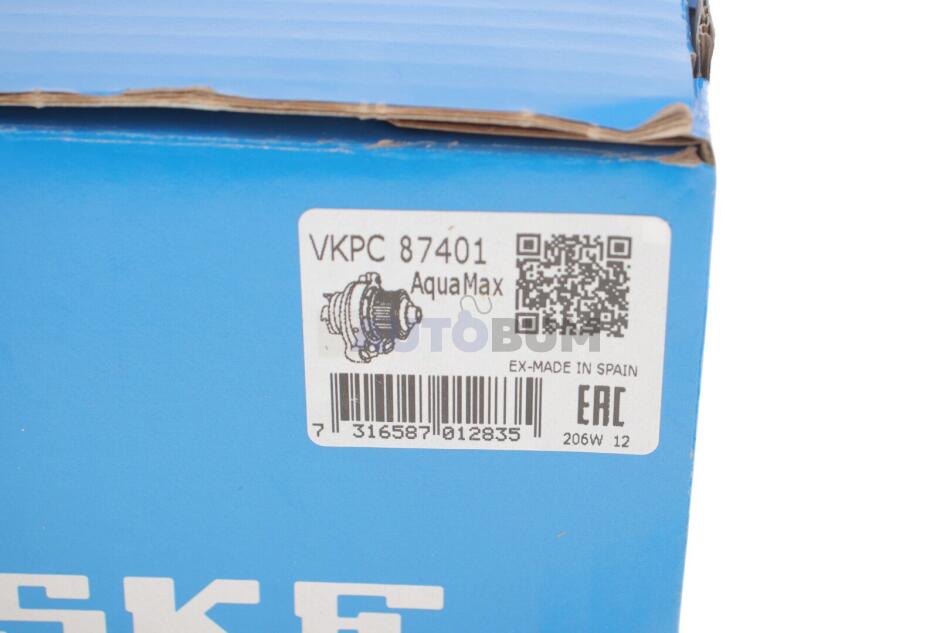 VKPC 87401
AquaMax
AUTOBUM
EX-MADE IN SPAIN
EAC
7 316587 012835
206W 12
SKF